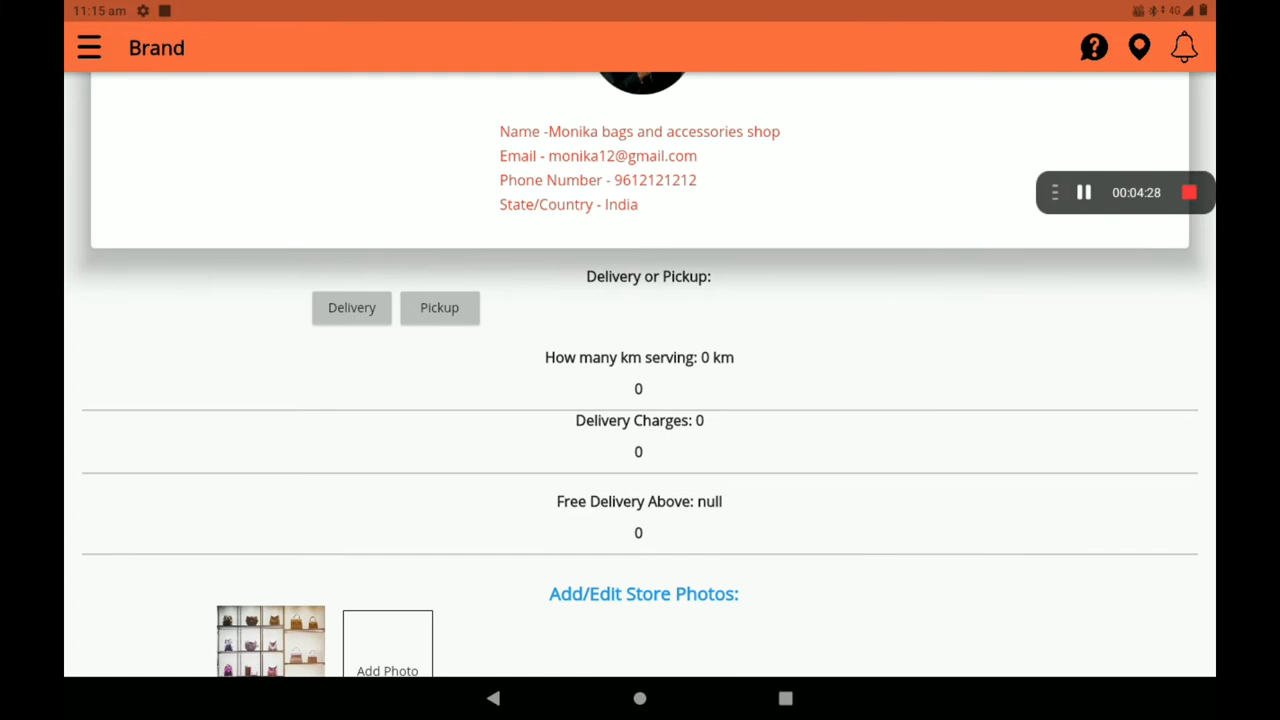 11:15 am
4G
Brand
Name -Monika bags and accessories shop
Email - monika12@gmail.com
Phone Number - 9612121212
State/Country - India
00:04:28
Delivery or Pickup:
Delivery
Pickup
How many km serving: 0 km
0
Delivery Charges: 0
0
Free Delivery Above: null
0
Add/Edit Store Photos:
Add Photo